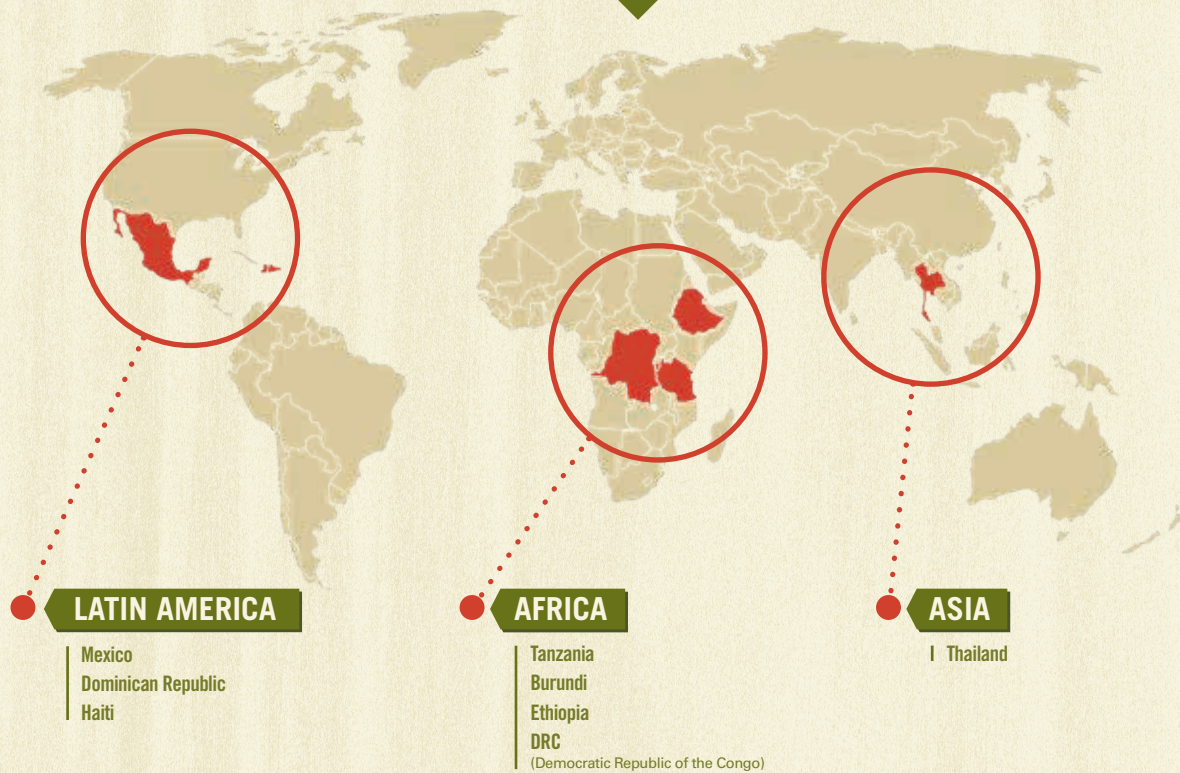 LATIN AMERICA
Mexico
Dominican Republic
Haiti
AFRICA
Tanzania
Burundi
Ethiopia
DRC
(Democratic Republic of the Congo)
ASIA
Thailand